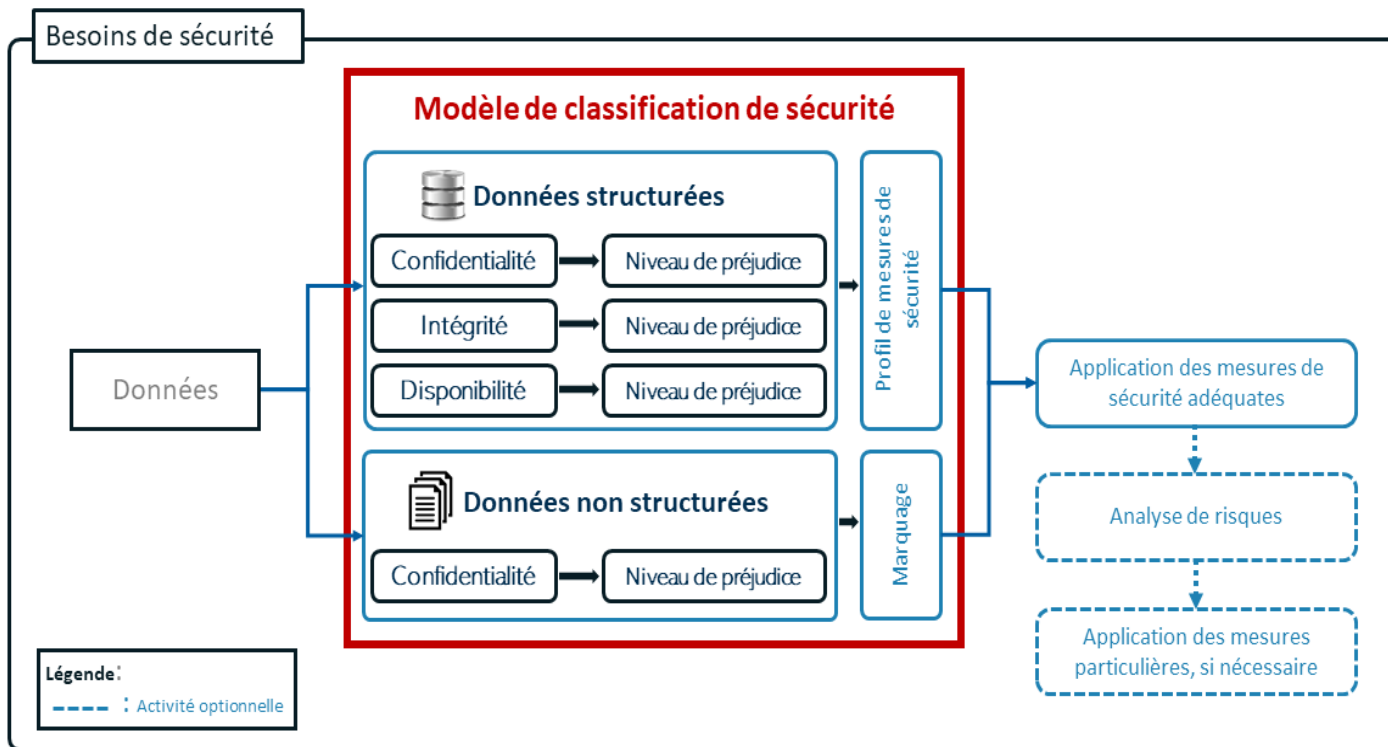 Besoins de sécurité
Modèle de classification de sécurité
Données structurées
Confidentialité
Niveau de préjudice
Intégrité
Niveau de préjudice
Disponibilité
Niveau de préjudice
Profil de mesures de
sécurité
Données
Données non structurées
Confidentialité
Niveau de préjudice
Marquage
Application des mesures de
sécurité adéquates
Analyse de risques
Application des mesures
particulières, si nécessaire
Légende:
: Activité optionnelle